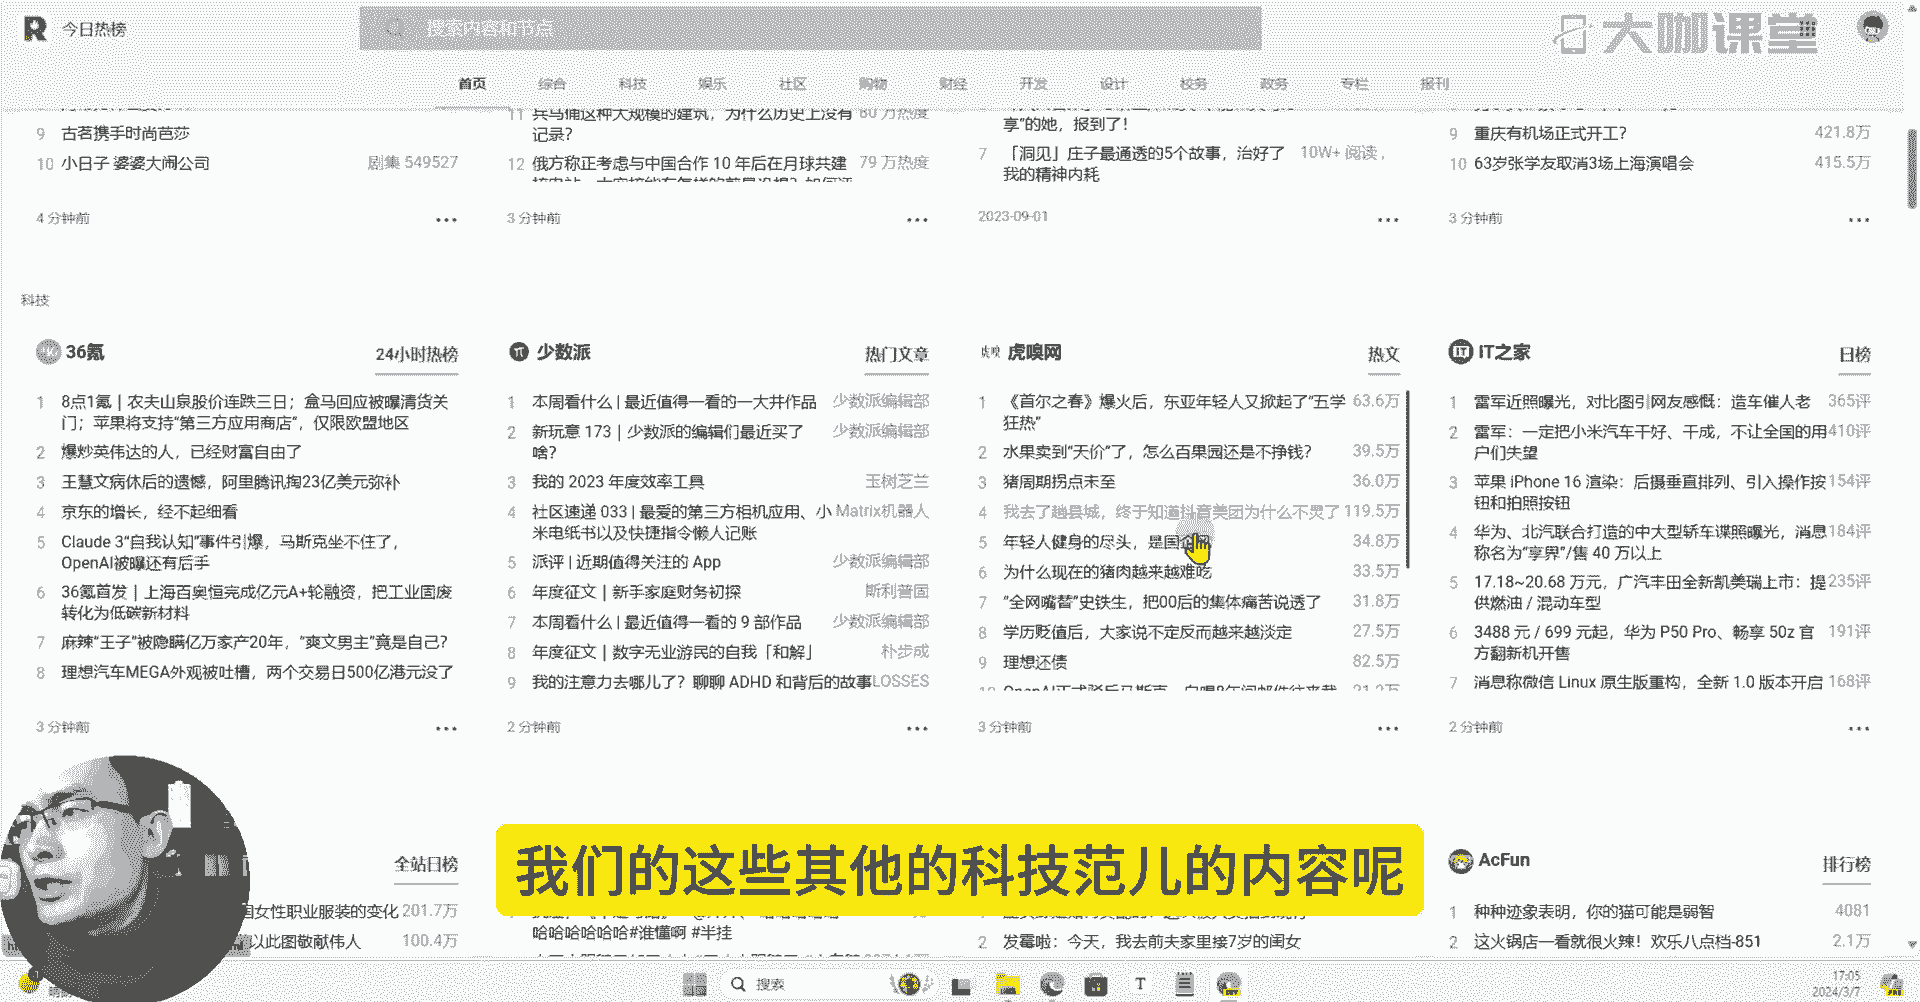 今日热榜
搜索内容和节点
大咖课堂
首页 综合 科技 娱乐 社区 购物 财经 开发 设计 校务 政务 专栏 报刊
9 古茗携手时尚芭莎
10 小日子 婆婆大闹公司 剧集 549527
4 分钟前
11 兵马俑这种大规模的建筑，为什么历史上没有 80 万热度
记录？
12 俄方称正考虑与中国合作 10 年后在月球共建 79 万热度
3 分钟前
享”的她，报到了！
7 「洞见」庄子最通透的5个故事，治好了 10W+ 阅读，
我的精神内耗
2023-09-01
9 重庆有机场正式开工？ 421.8万
10 63岁张学友取消3场上海演唱会 415.5万
3 分钟前
科技
36氪 24小时热榜
1 8点1氪｜农夫山泉股价连跌三日；盒马回应被曝清货关
门；苹果将支持“第三方应用商店”，仅限欧盟地区
2 爆炒英伟达的人，已经财富自由了
3 王慧文病休后的遗憾，阿里腾讯掏23亿美元弥补
4 京东的增长，经不起细看
5 Claude 3“自我认知”事件引爆，马斯克坐不住了，
OpenAI被曝还有后手
6 36氪首发｜上海百奥恒完成亿元A+轮融资，把工业固废
转化为低碳新材料
7 麻辣“王子”被隐瞒亿万家产20年，“爽文男主”竟是自己？
8 理想汽车MEGA外观被吐槽，两个交易日500亿港元没了
3 分钟前
少数派 热门文章
1 本周看什么 | 最近值得一看的一大井作品 少数派编辑部
2 新玩意 173｜少数派的编辑们最近买了 少数派编辑部
啥？
3 我的 2023 年度效率工具 玉树芝兰
4 社区速递 033 | 最爱的第三方相机应用、小 Matrix机器人
米电纸书以及快捷指令懒人记账
5 派评 | 近期值得关注的 App 少数派编辑部
6 年度征文｜新手家庭财务初探 斯利普固
7 本周看什么 | 最近值得一看的 9 部作品 少数派编辑部
8 年度征文｜数字无业游民的自我「和解」 朴步成
9 我的注意力去哪儿了？聊聊 ADHD 和背后的故事 LOSSES
2 分钟前
虎嗅 虎嗅网 热文
1 《首尔之春》爆火后，东亚年轻人又掀起了“五学 63.6万
狂热”
2 水果卖到“天价”了，怎么百果园还是不挣钱？ 39.5万
3 猪周期拐点未至 36.0万
4 我去了趟县城，终于知道抖音美团为什么不灵了 119.5万
5 年轻人健身的尽头，是国企 34.8万
6 为什么现在的猪肉越来越难吃 33.5万
7 “全网嘴替”史铁生，把00后的集体痛苦说透了 31.8万
8 学历贬值后，大家说不定反而越来越淡定 27.5万
9 理想还债 82.5万
3 分钟前
IT IT之家 日榜
1 雷军近照曝光，对比图引网友感慨：造车催人老 365评
2 雷军：一定把小米汽车干好、干成，不让全国的用 410评
户们失望
3 苹果 iPhone 16 渲染：后摄垂直排列、引入操作按 154评
钮和拍照按钮
4 华为、北汽联合打造的中大型轿车谍照曝光，消息 184评
称名为“享界”/售 40 万以上
5 17.18~20.68 万元，广汽丰田全新凯美瑞上市：提 235评
供燃油 / 混动车型
6 3488 元 / 699 元起，华为 P50 Pro、畅享 50z 官 191评
方翻新机开售
7 消息称微信 Linux 原生版重构，全新 1.0 版本开启 168评
2 分钟前
全站日榜
国女性职业服装的变化 201.7万
以此图敬献伟人 100.4万
我们的这些其他的科技范儿的内容呢
哈哈哈哈哈哈#谁懂啊 #半挂
2 发霉啦：今天，我去前夫家里接7岁的闺女
AcFun 排行榜
1 种种迹象表明，你的猫可能是弱智 4081
2 这火锅店一看就很火辣！欢乐八点档-851 2.1万
搜索
17:05
2024/3/7